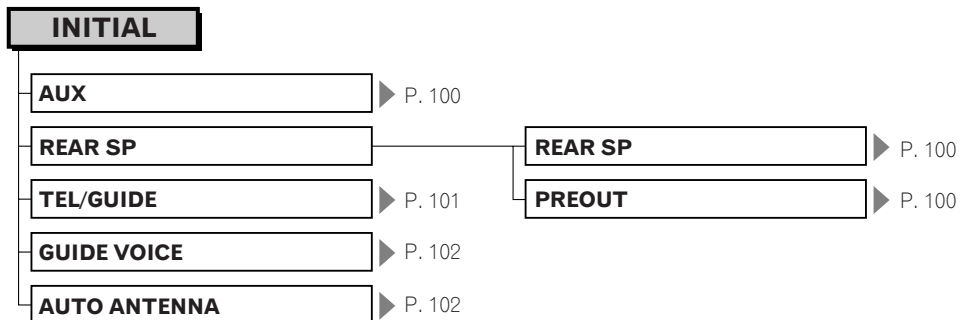 INITIAL
AUX P. 100
REAR SP REAR SP P. 100
TEL/GUIDE P. 101 PREOUT P. 100
GUIDE VOICE P. 102
AUTO ANTENNA P. 102